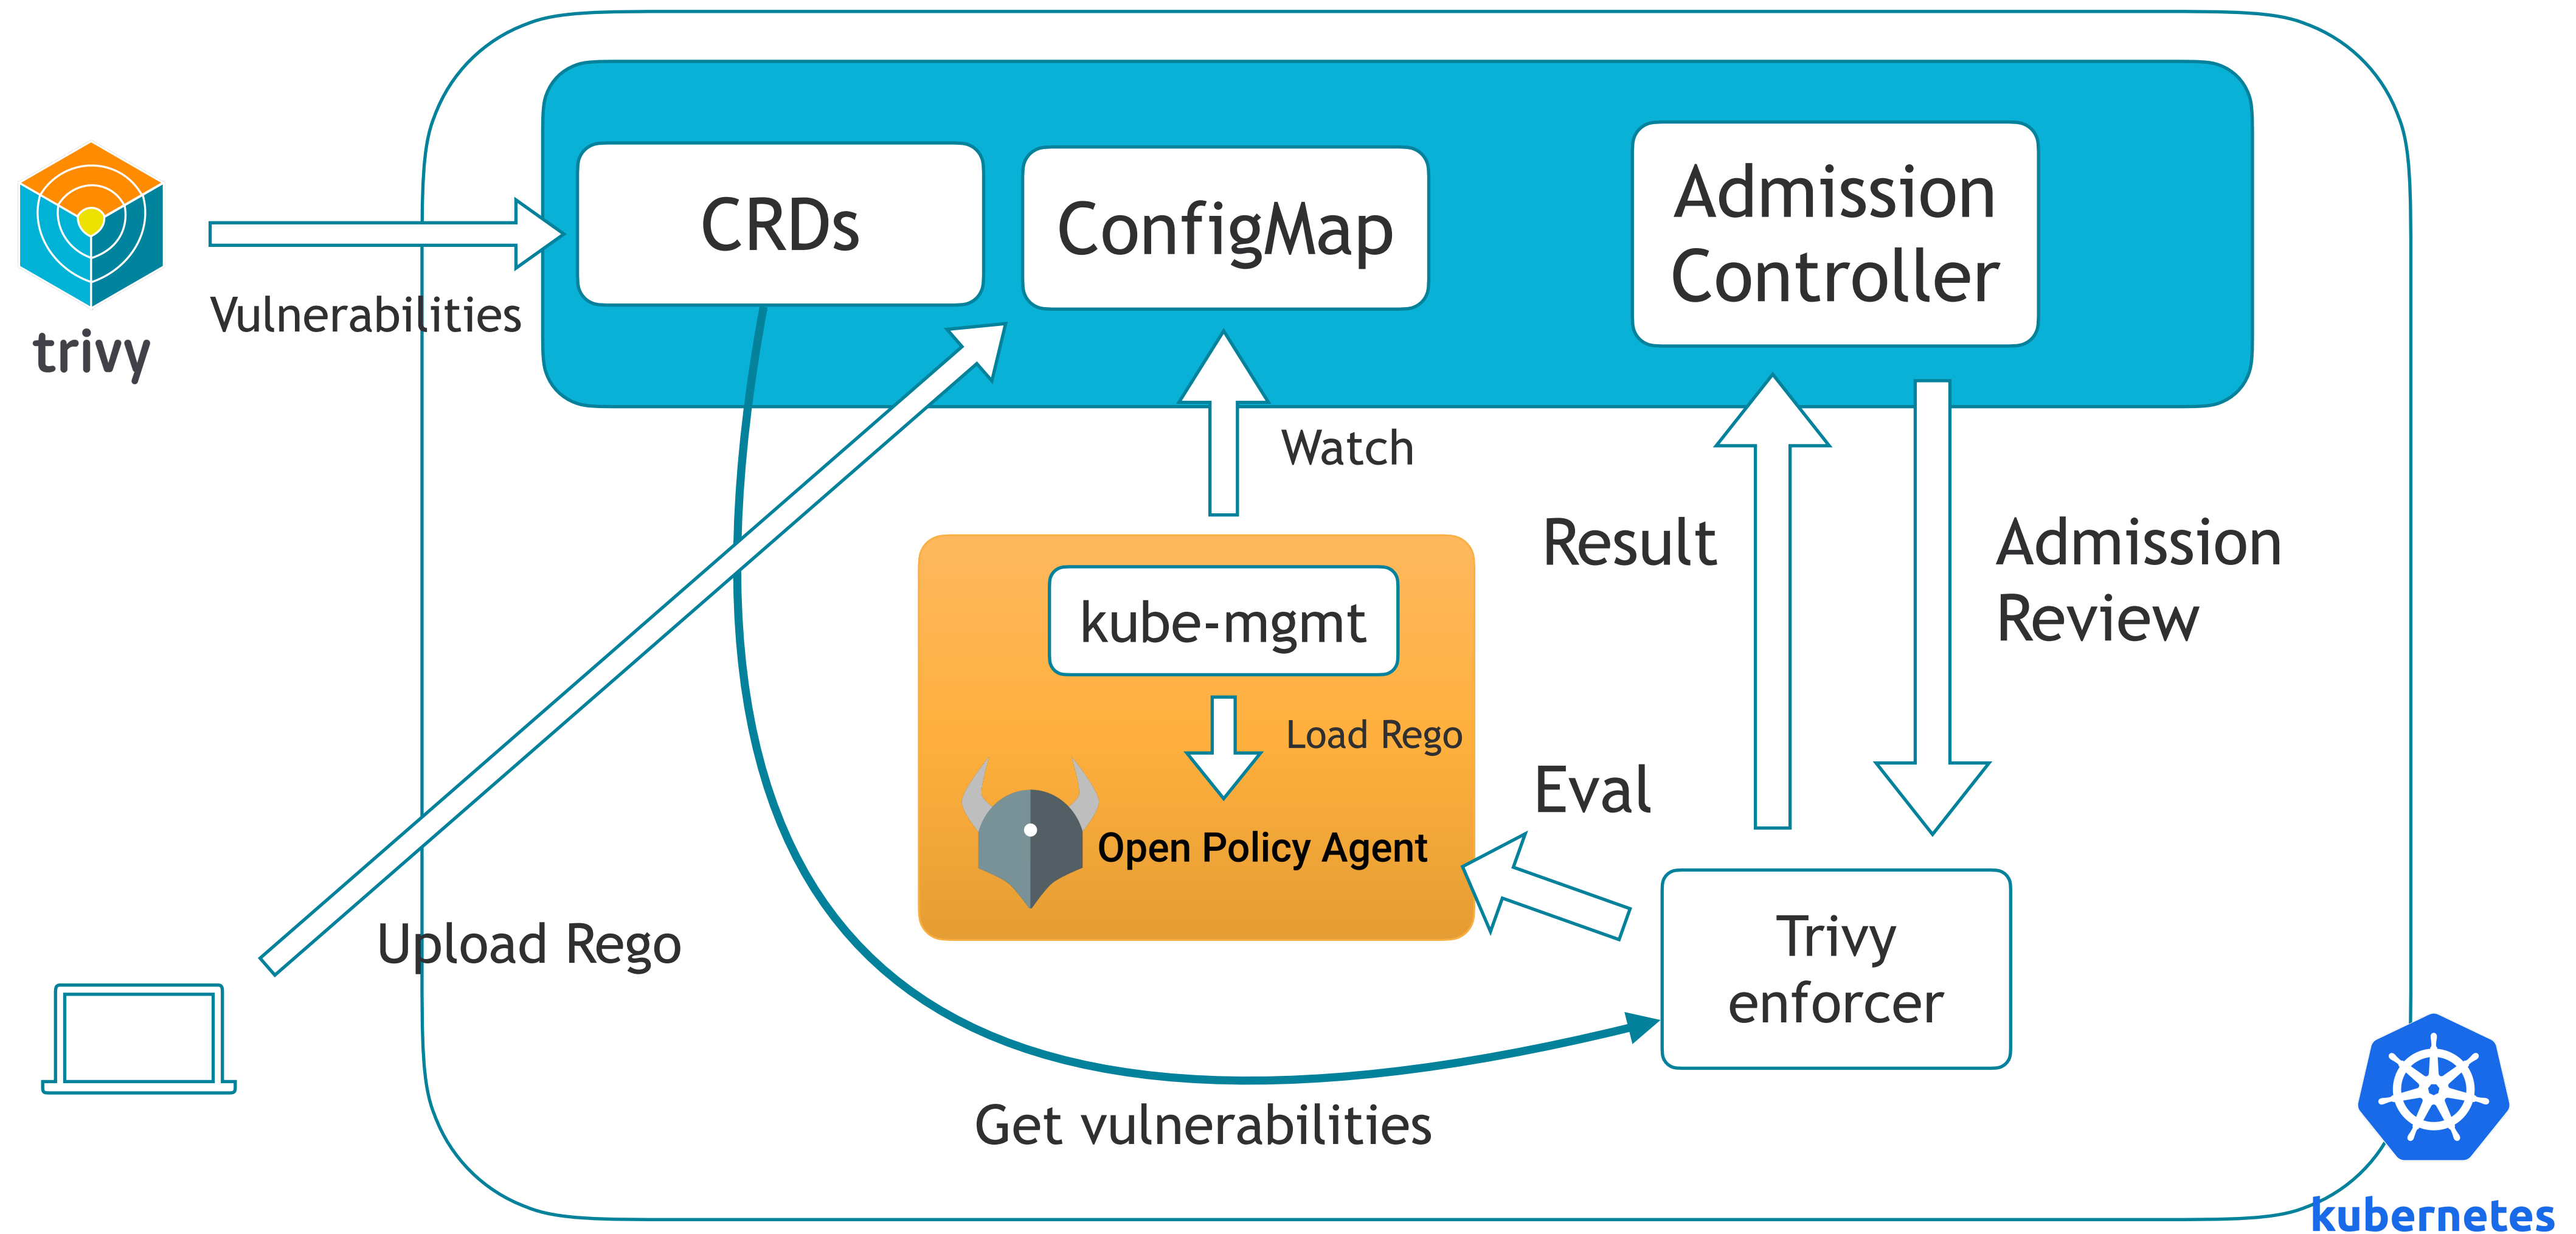 trivy
Vulnerabilities
CRDs
ConfigMap
Admission
Controller
Watch
Result
Admission
Review
kube-mgmt
Load Rego
Open Policy Agent
Eval
Upload Rego
Trivy
enforcer
Get vulnerabilities
kubernetes